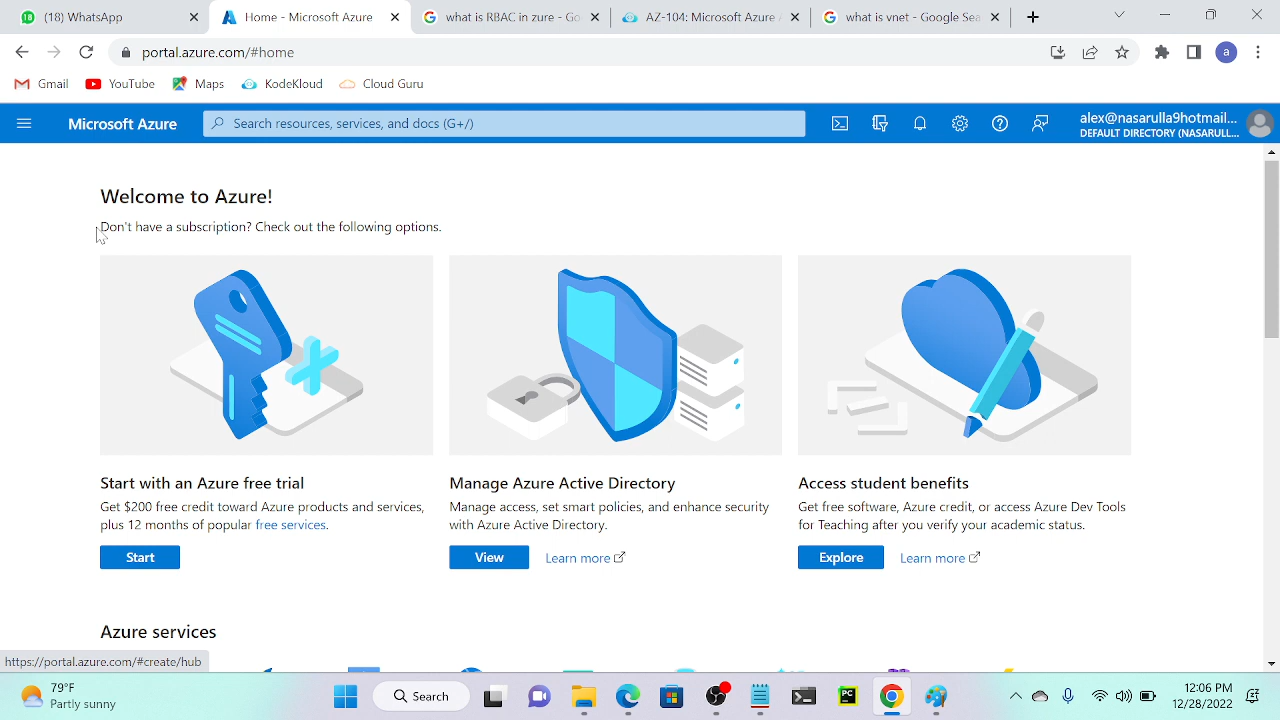 (18) WhatsApp
Home - Microsoft Azure
what is RBAC in zure - Go
AZ-104: Microsoft Azure
what is vnet - Google Sea
portal.azure.com/#home
a
Gmail
YouTube
Maps
KodeKloud
Cloud Guru
Microsoft Azure
Search resources, services, and docs (G+/)
alex@nasarulla9hotmail...
DEFAULT DIRECTORY (NASARULL...
Welcome to Azure!
Don't have a subscription? Check out the following options.
Start with an Azure free trial
Get $200 free credit toward Azure products and services,
plus 12 months of popular free services.
Start
Manage Azure Active Directory
Manage access, set smart policies, and enhance security
with Azure Active Directory.
View
Learn more
Access student benefits
Get free software, Azure credit, or access Azure Dev Tools
for Teaching after you verify your academic status.
Explore
Learn more
Azure services
https://portal.azure.com/#create/hub
79°F
Partly sunny
Search
PC
12:06 PM
12/28/2022